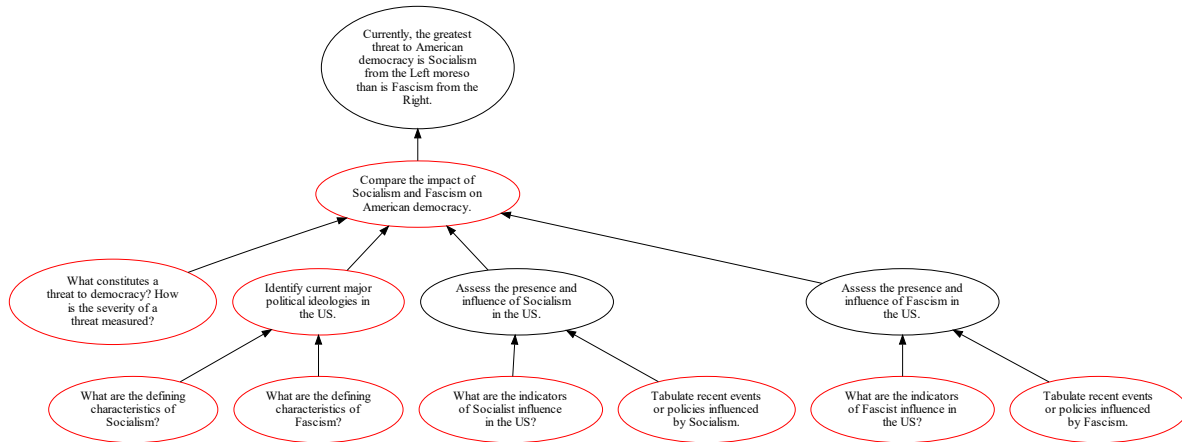 Currently, the greatest
threat to American
democracy is Socialism
from the Left moreso
than is Fascism from the
Right.
Compare the impact of
Socialism and Fascism on
American democracy.
What constitutes a
threat to democracy? How
is the severity of a
threat measured?
Identify current major
political ideologies in
the US.
Assess the presence and
influence of Socialism
in the US.
Assess the presence and
influence of Fascism in
the US.
What are the defining
characteristics of
Socialism?
What are the defining
characteristics of
Fascism?
What are the indicators
of Socialist influence
in the US?
Tabulate recent events
or policies influenced
by Socialism.
What are the indicators
of Fascist influence in
the US?
Tabulate recent events
or policies influenced
by Fascism.